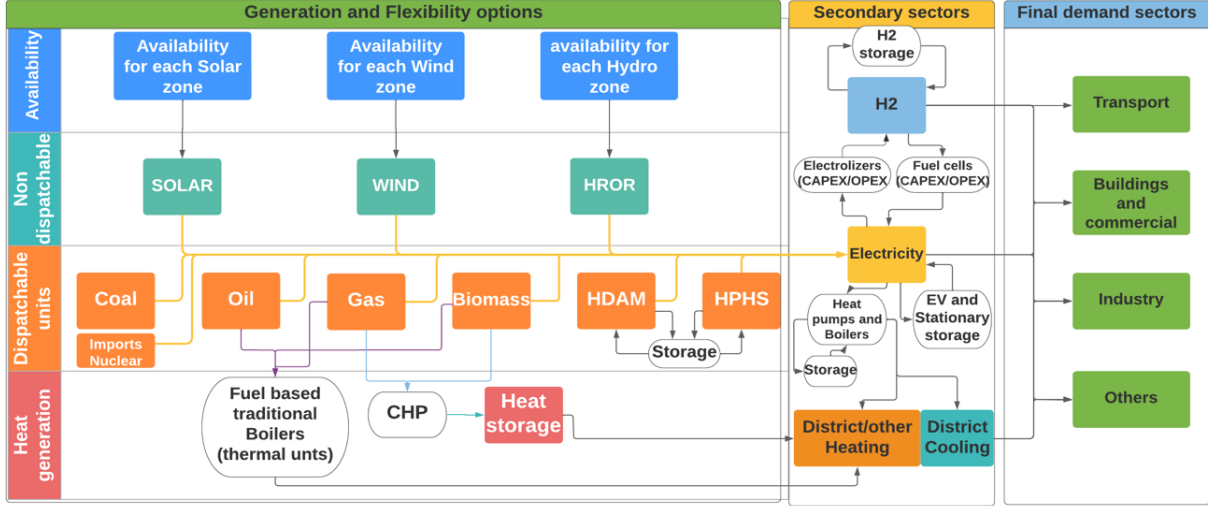 Generation and Flexibility options
Secondary sectors
Final demand sectors
Availability
Availability
for each Solar
zone
Availability
for each Wind
zone
availability for
each Hydro
zone
H2
storage
H2
Transport
Non
dispatchable
SOLAR
WIND
HROR
Electrolizers
(CAPEX/OPEX
Fuel cells
(CAPEX/OPEX)
Buildings
and
commercial
Electricity
Dispatchable
units
Coal
Oil
Gas
Biomass
HDAM
HPHS
Imports
Nuclear
Storage
Heat
pumps and
Boilers
Storage
EV and
Stationary
storage
Industry
Heat
generation
Fuel based
traditional
Boilers
(thermal unts)
CHP
Heat
storage
District/other
Heating
District
Cooling
Others